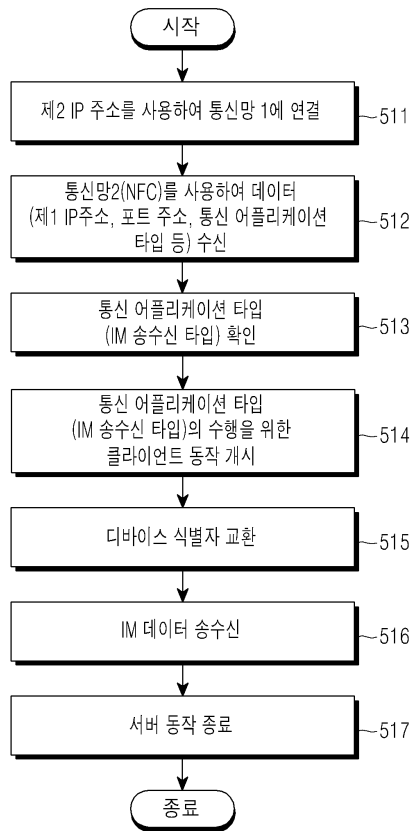 시작
제2 IP 주소를 사용하여 통신망 1에 연결
511
통신망2(NFC)를 사용하여 데이터
(제1 IP주소, 포트 주소, 통신 어플리케이션
타입 등) 수신
512
통신 어플리케이션 타입
(IM 송수신 타입) 확인
513
통신 어플리케이션 타입
(IM 송수신 타입)의 수행을 위한
클라이언트 동작 개시
514
디바이스 식별자 교환
515
IM 데이터 송수신
516
서버 동작 종료
517
종료